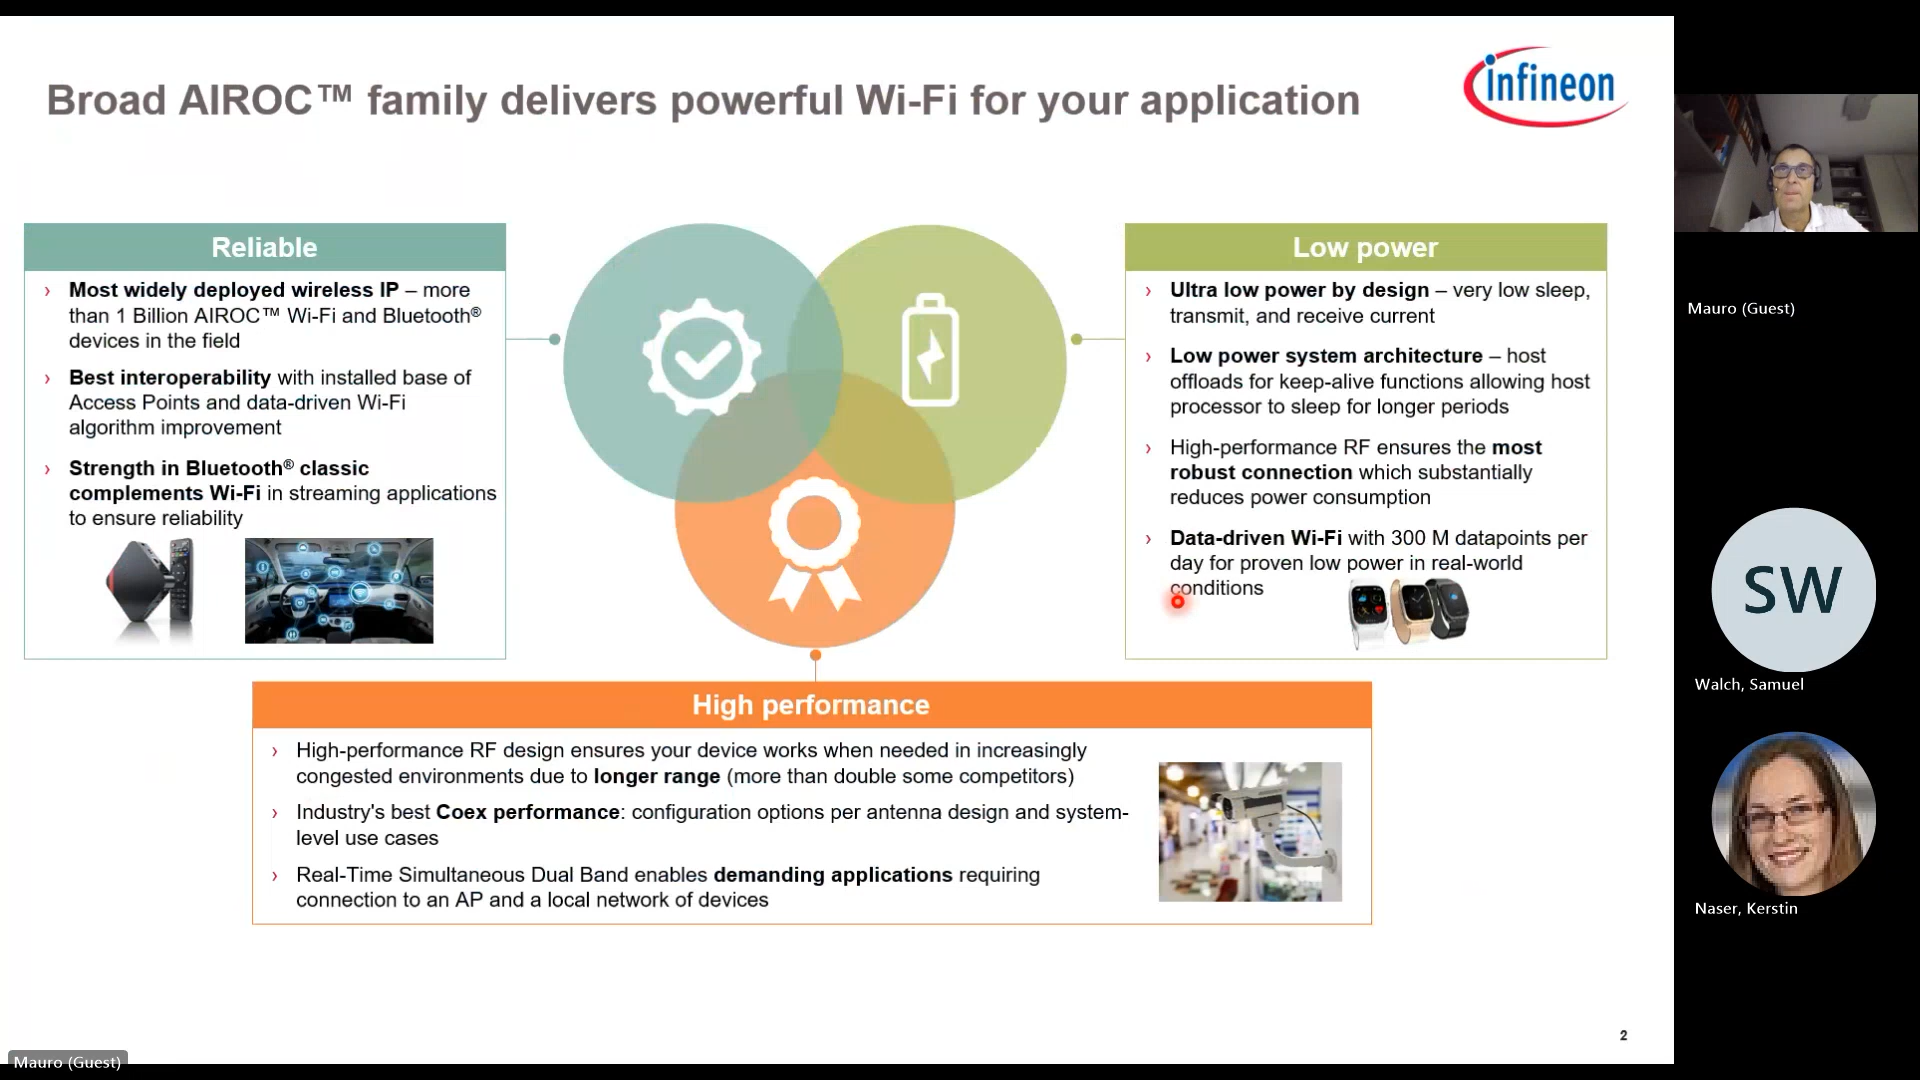 Broad AIROC™ family delivers powerful Wi-Fi for your application
infineon
Reliable
› Most widely deployed wireless IP – more
than 1 Billion AIROC™ Wi-Fi and Bluetooth®
devices in the field
› Best interoperability with installed base of
Access Points and data-driven Wi-Fi
algorithm improvement
› Strength in Bluetooth® classic
complements Wi-Fi in streaming applications
to ensure reliability
Low power
› Ultra low power by design – very low sleep,
transmit, and receive current
› Low power system architecture – host
offloads for keep-alive functions allowing host
processor to sleep for longer periods
› High-performance RF ensures the most
robust connection which substantially
reduces power consumption
› Data-driven Wi-Fi with 300 M datapoints per
day for proven low power in real-world
conditions
High performance
› High-performance RF design ensures your device works when needed in increasingly
congested environments due to longer range (more than double some competitors)
› Industry's best Coex performance: configuration options per antenna design and system-
level use cases
› Real-Time Simultaneous Dual Band enables demanding applications requiring
connection to an AP and a local network of devices
2
Mauro (Guest)
Mauro (Guest)
SW
Walch, Samuel
Naser, Kerstin